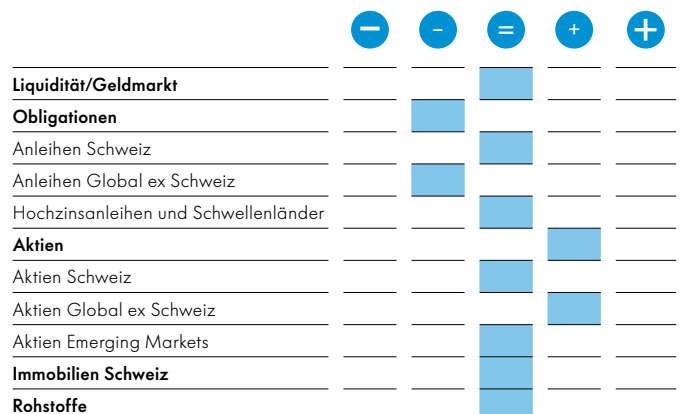 − - = + +
Liquidität/Geldmarkt
Obligationen
Anleihen Schweiz
Anleihen Global ex Schweiz
Hochzinsanleihen und Schwellenländer
Aktien
Aktien Schweiz
Aktien Global ex Schweiz
Aktien Emerging Markets
Immobilien Schweiz
Rohstoffe